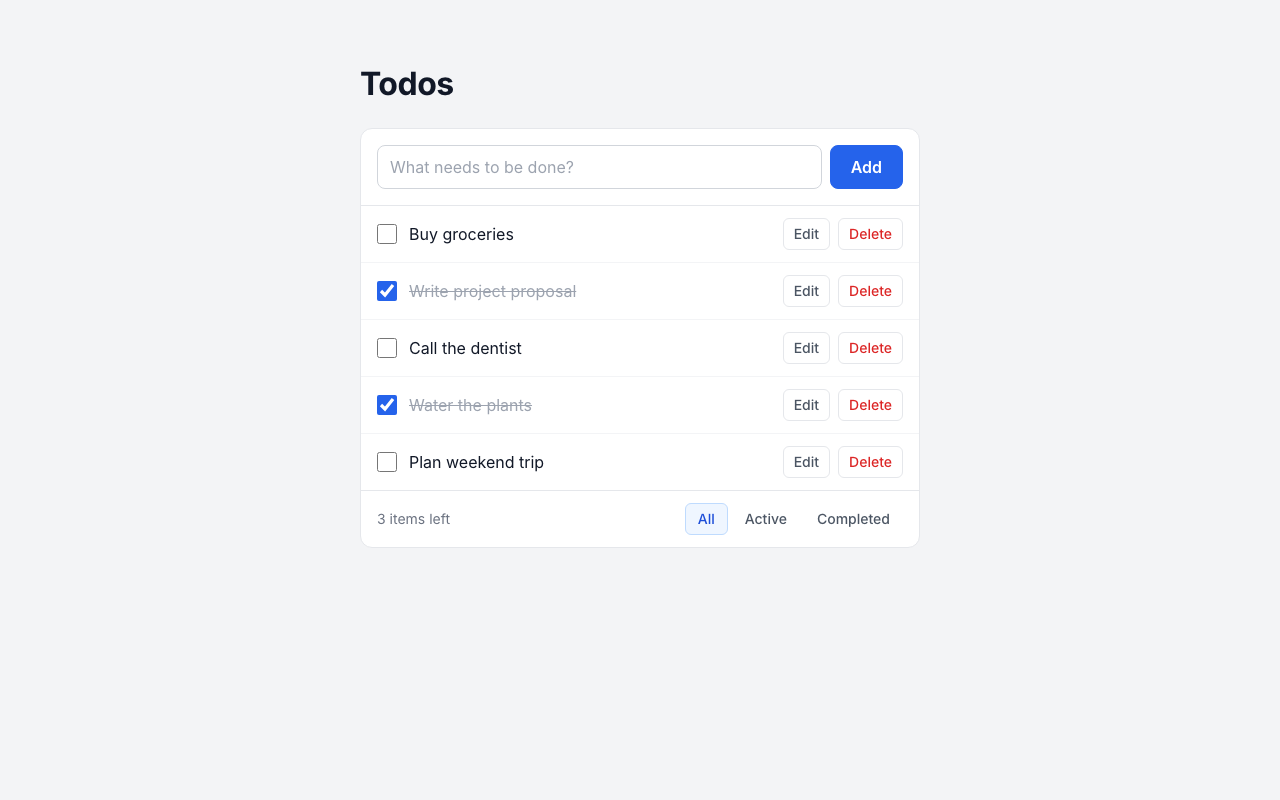 Todos
What needs to be done? Add
Buy groceries Edit Delete
Write project proposal Edit Delete
Call the dentist Edit Delete
Water the plants Edit Delete
Plan weekend trip Edit Delete
3 items left All Active Completed